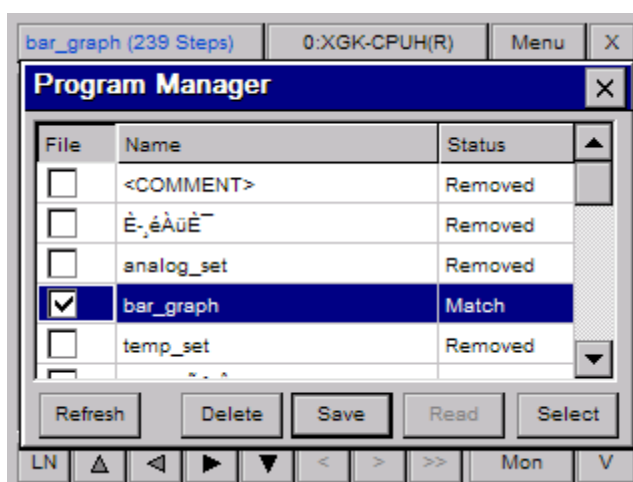 bar_graph (239 Steps) 0:XGK-CPUH(R) Menu X
Program Manager
File Name Status
<COMMENT> Removed
È-¸éÀüÈ¯ Removed
analog_set Removed
bar_graph Match
temp_set Removed
Refresh Delete Save Read Select
LN < > >> Mon V